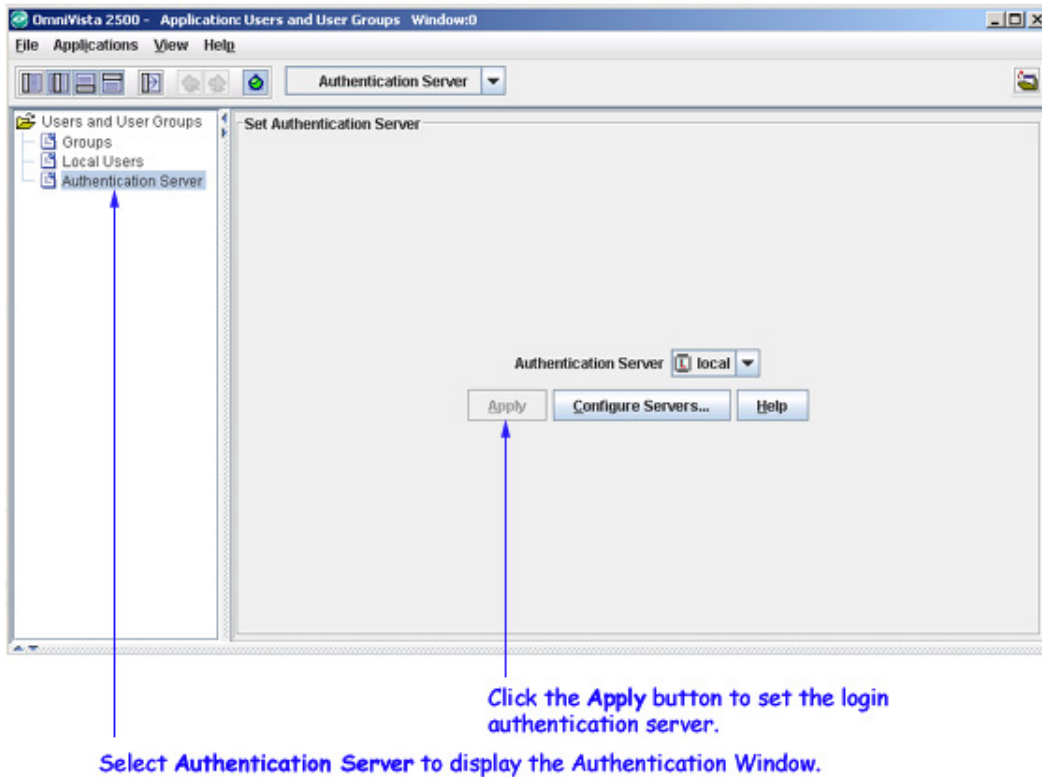 OmniVista 2500 - Application: Users and User Groups Window:0
File Applications View Help
Authentication Server
Users and User Groups
Groups
Local Users
Authentication Server
Set Authentication Server
Authentication Server L local
Apply Configure Servers... Help
Click the Apply button to set the login
authentication server.
Select Authentication Server to display the Authentication Window.